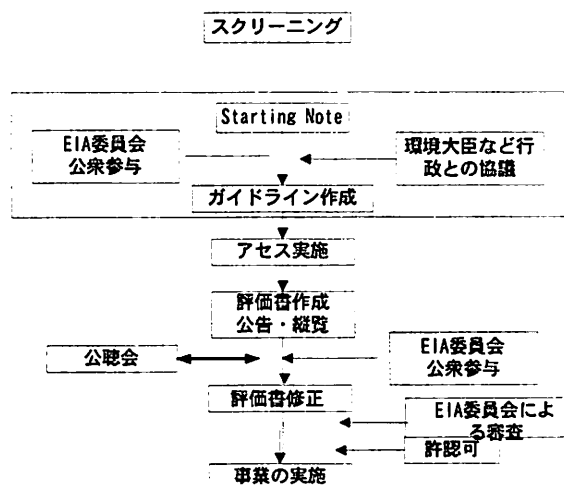 スクリーニング
Starting Note
EIA委員会
公衆参与
環境大臣など行
政との協議
ガイドライン作成
アセス実施
評価書作成
公告・縦覧
公聴会
EIA委員会
公衆参与
評価書修正
EIA委員会によ
る審査
許認可
事業の実施